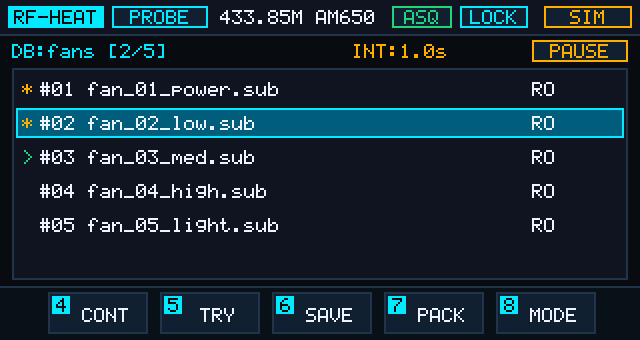 RF-HEAT PROBE 433.85M AM650 ASQ LOCK SIM
DB:fans [2/5] INT:1.0s PAUSE
*#01 fan_01_power.sub RO
*#02 fan_02_low.sub RO
>#03 fan_03_med.sub RO
#04 fan_04_high.sub RO
#05 fan_05_light.sub RO
4 CONT 5 TRY 6 SAVE 7 PACK 8 MODE